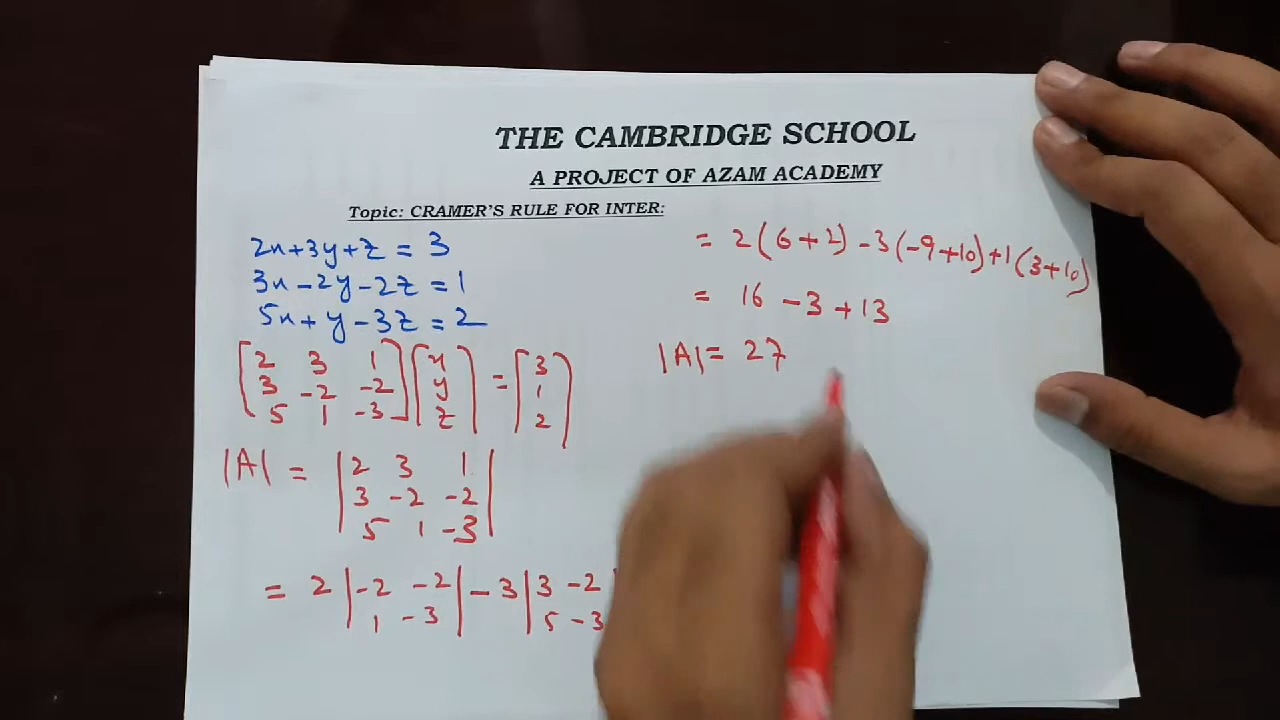 THE CAMBRIDGE SCHOOL
A PROJECT OF AZAM ACADEMY
Topic: CRAMER'S RULE FOR INTER:
2x+3y+z = 3
3x-2y-2z = 1
5x+y-3z = 2
[2 3 1] [x] = [3]
[3 -2 -2] [y] [1]
[5 1 -3] [z] [2]
|A| = |2 3 1|
|3 -2 -2|
|5 1 -3|
= 2 |-2 -2| - 3 |3 -2|
|1 -3| |5 -3|
= 2(6+2) -3(-9+10)+1(3+10)
= 16 -3 +13
|A| = 27